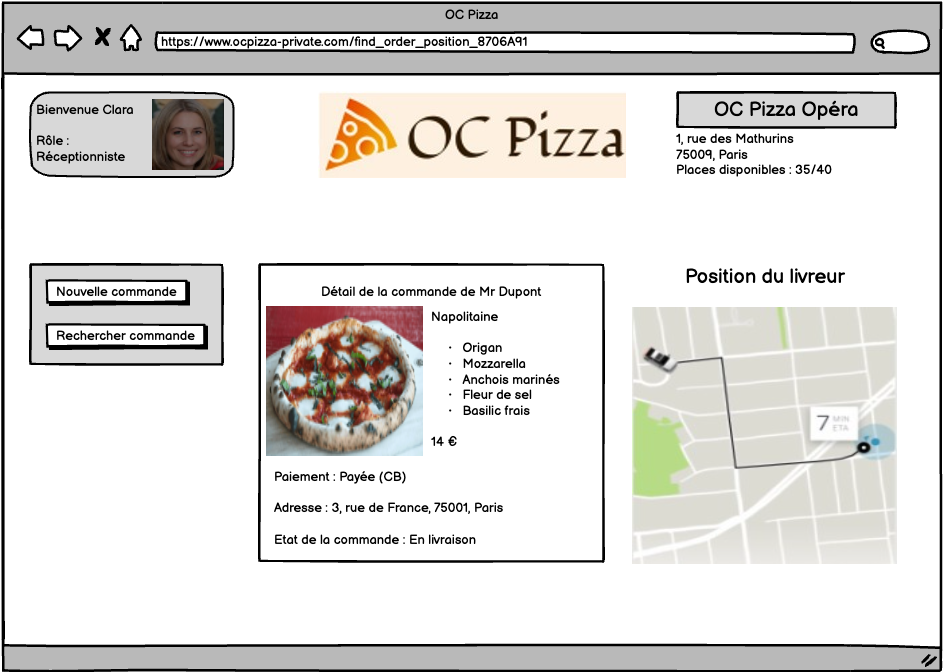 OC Pizza
https://www.ocpizza-private.com/find_order_position_8706A91
Bienvenue Clara
Rôle :
Réceptionniste
OC Pizza
OC Pizza Opéra
1, rue des Mathurins
75009, Paris
Places disponibles : 35/40
Nouvelle commande
Rechercher commande
Détail de la commande de Mr Dupont
Napolitaine
· Origan
· Mozzarella
· Anchois marinés
· Fleur de sel
· Basilic frais
14 €
Paiement : Payée (CB)
Adresse : 3, rue de France, 75001, Paris
Etat de la commande : En livraison
Position du livreur
7 MIN
ETA